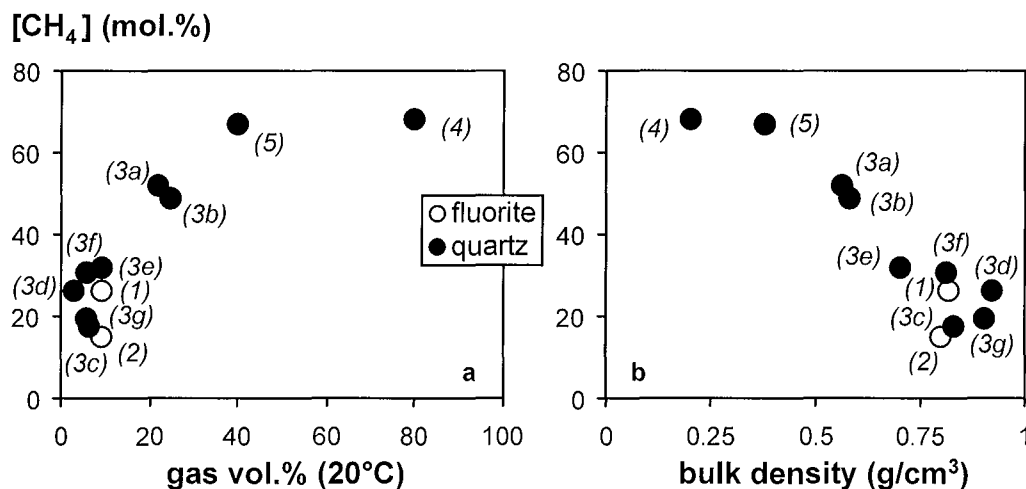 [CH4] (mol.%)
80
60
40
20
0
(4)
(5)
(3a)
(3b)
(3f)
(3e)
(3d)
(1)
(3g)
(3c)
(2)
a
0 20 40 60 80 100
gas vol.% (20°C)
fluorite
quartz
80
60
40
20
0
(4)
(5)
(3a)
(3b)
(3e)
(3f)
(3d)
(1)
(3c)
(2)
(3g)
b
0 0.25 0.5 0.75 1
bulk density (g/cm³)